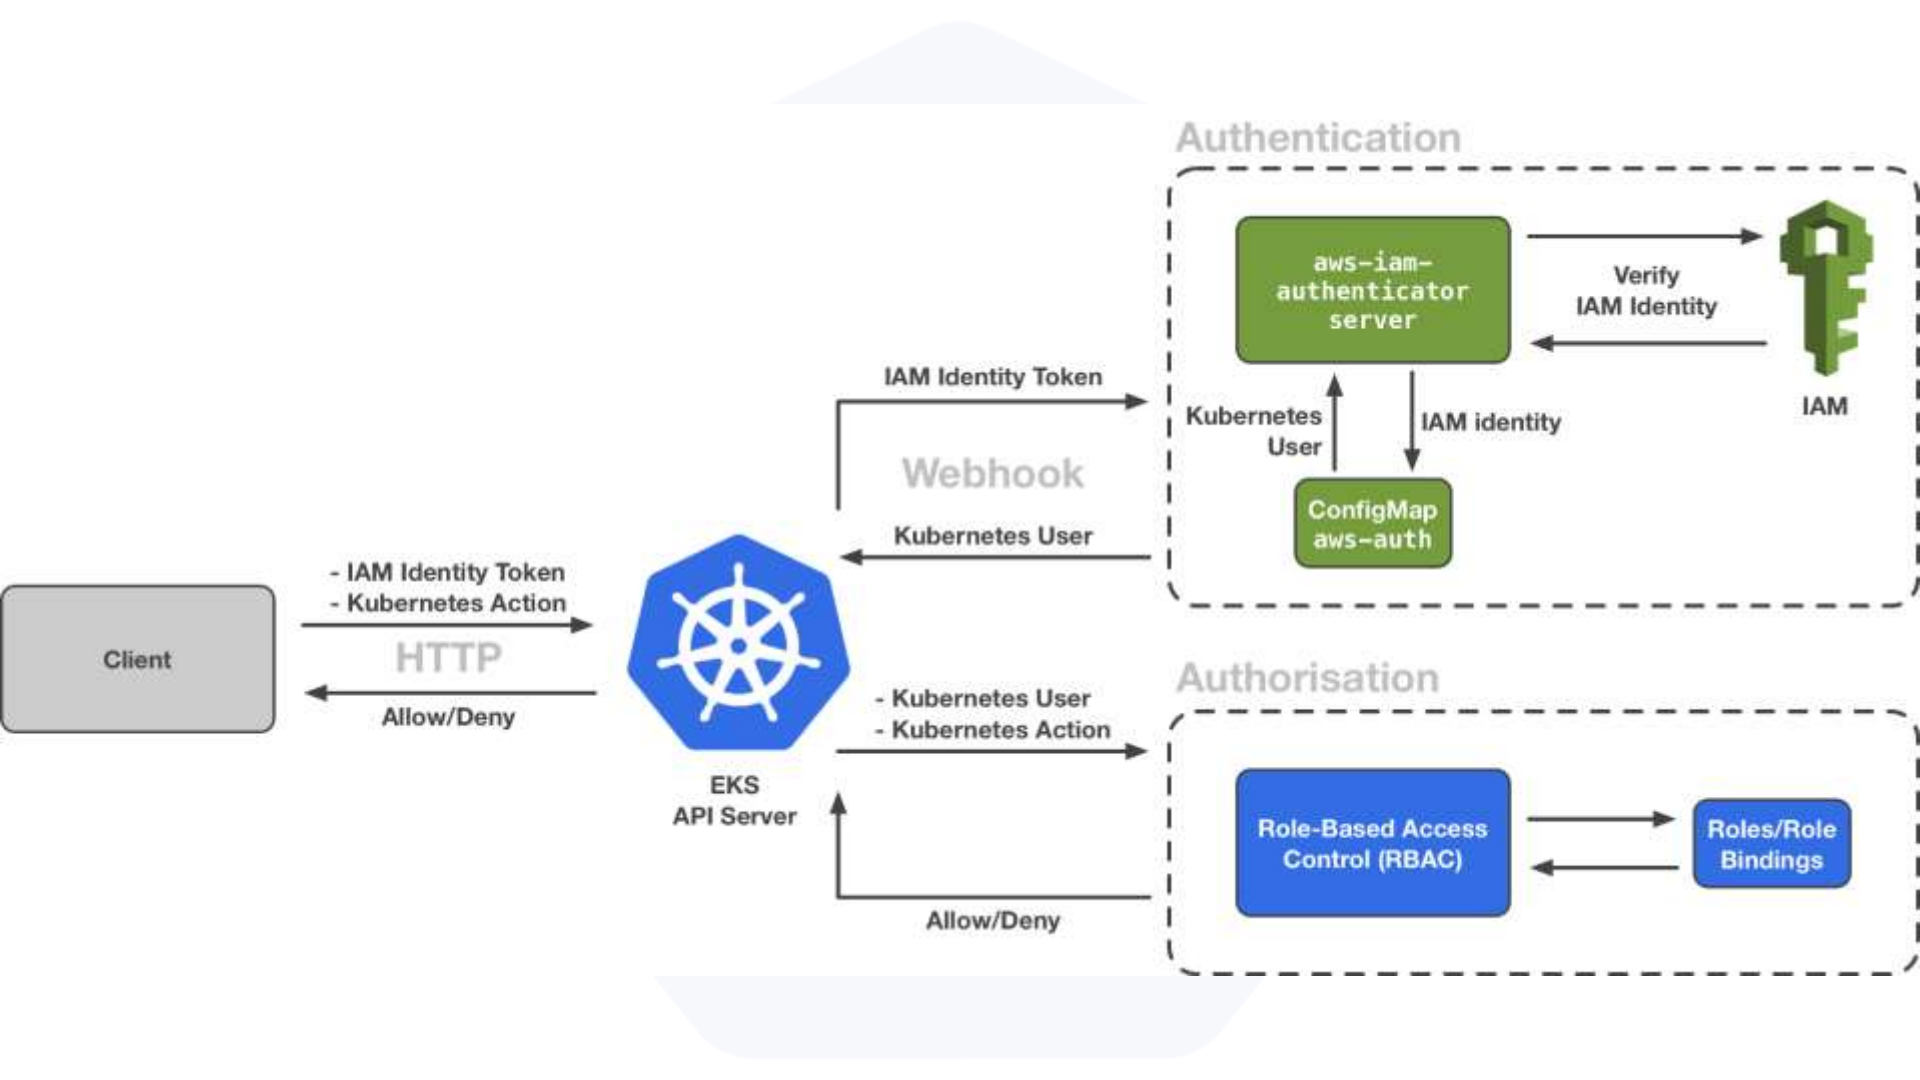 Authentication
aws-iam-
authenticator
server
Verify
IAM Identity
IAM
Kubernetes
User
IAM identity
ConfigMap
aws-auth
IAM Identity Token
Webhook
Kubernetes User
- IAM Identity Token
- Kubernetes Action
HTTP
Allow/Deny
Client
EKS
API Server
- Kubernetes User
- Kubernetes Action
Allow/Deny
Authorisation
Role-Based Access
Control (RBAC)
Roles/Role
Bindings